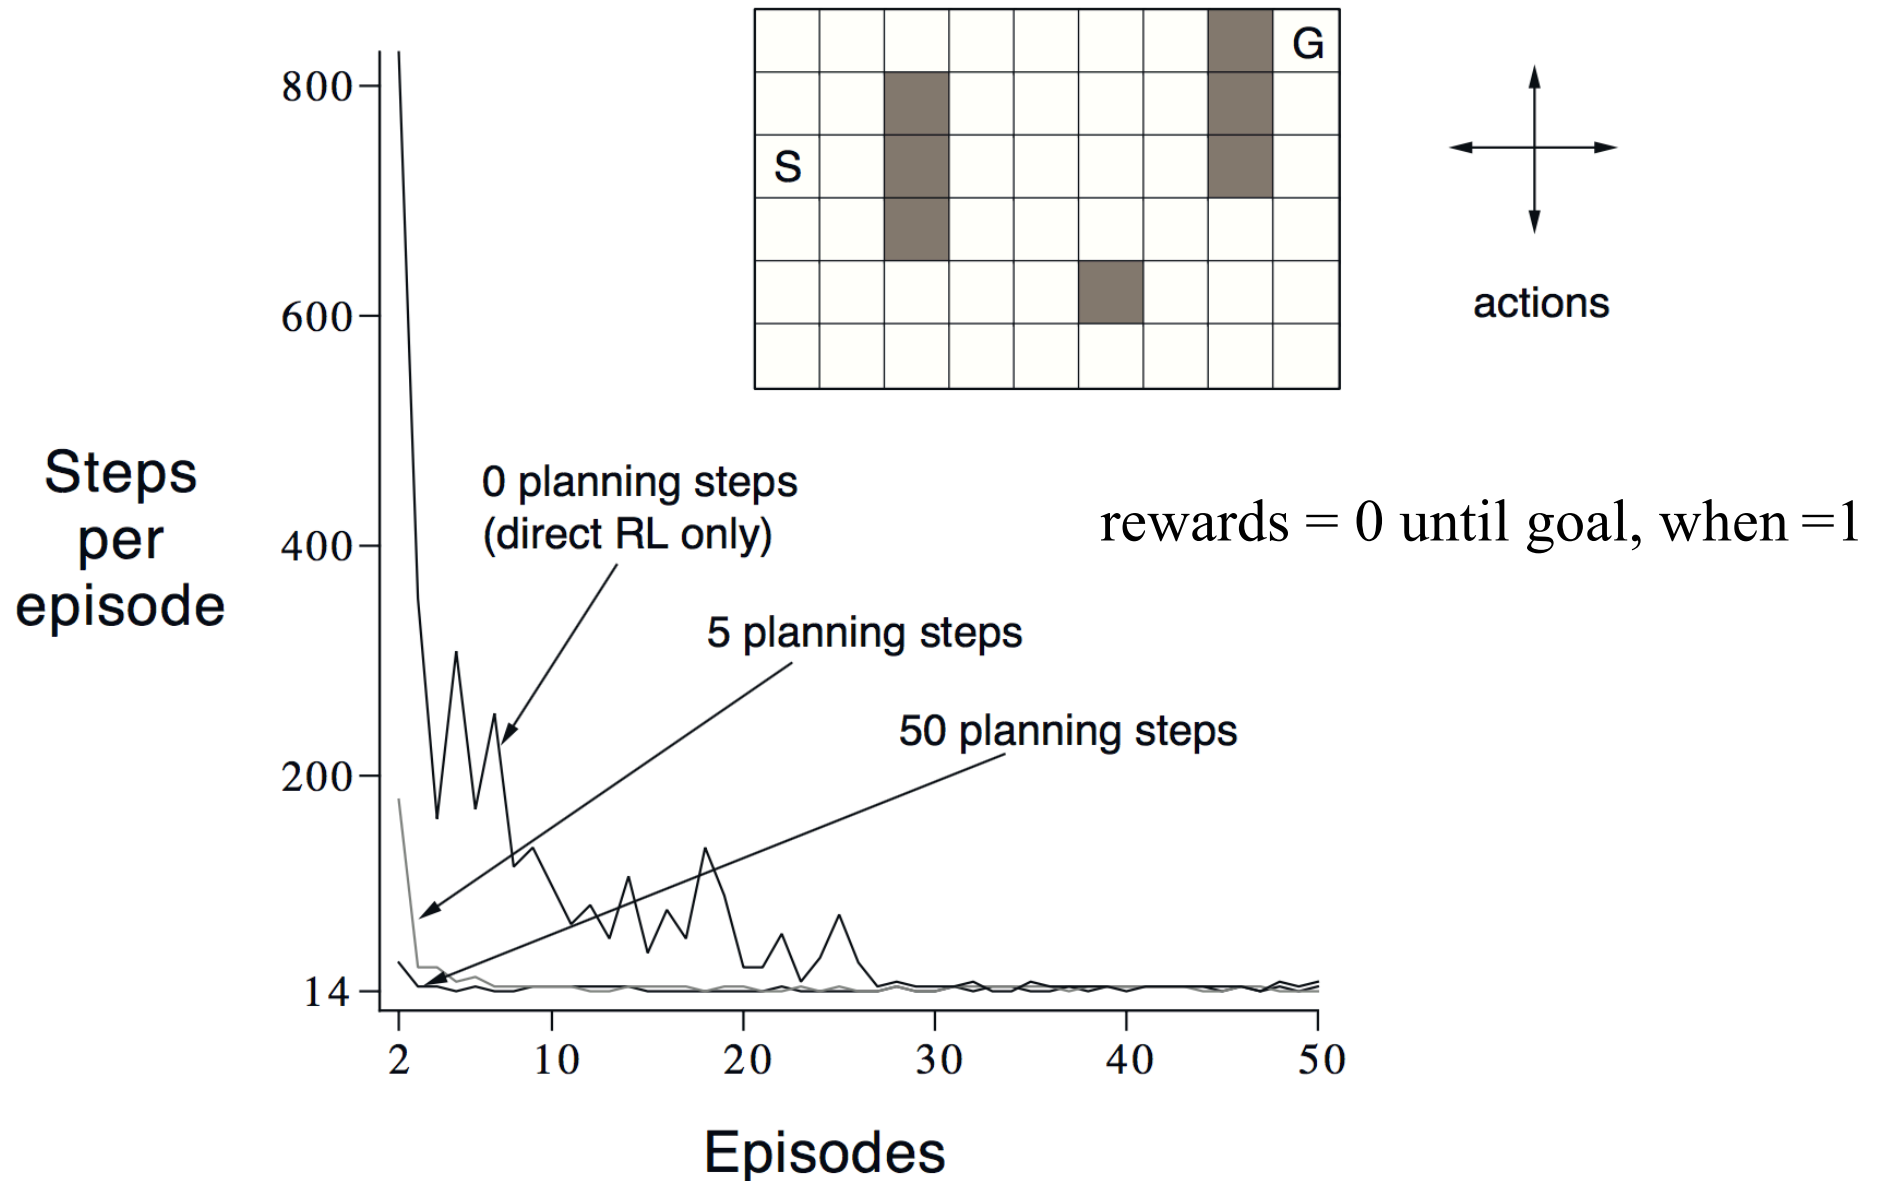 G
S
actions
800
600
400
200
14
Steps
per
episode
0 planning steps
(direct RL only)
rewards = 0 until goal, when =1
5 planning steps
50 planning steps
2 10 20 30 40 50
Episodes